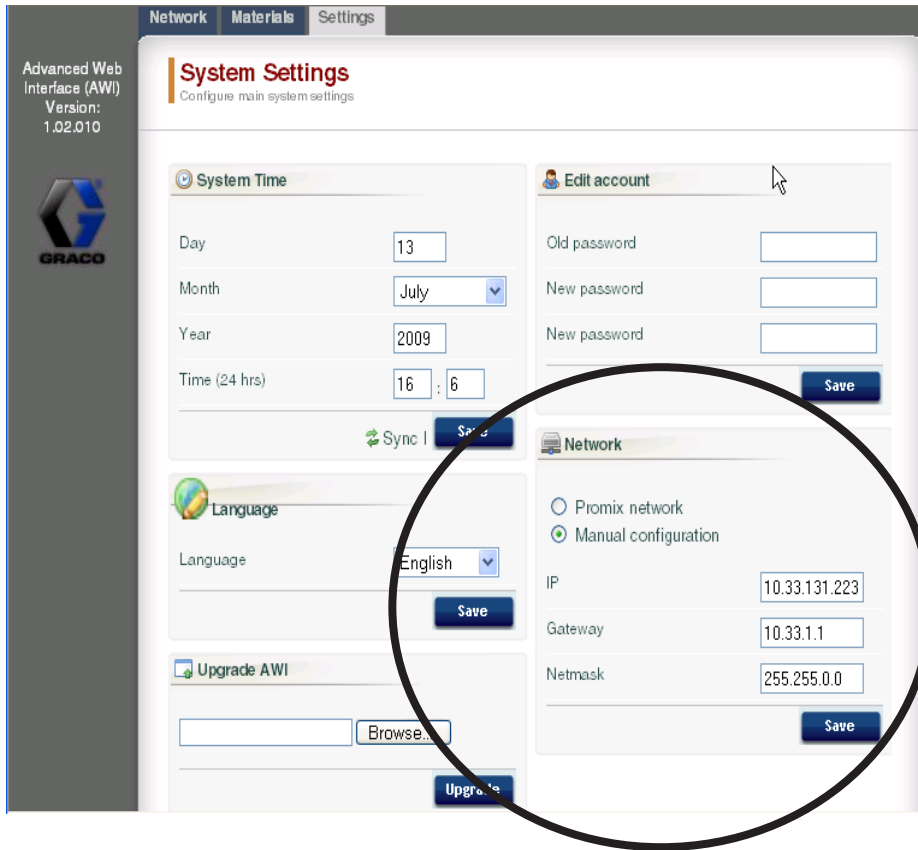 Network Materials Settings
Advanced Web
Interface (AWI)
Version:
1.02.010
GRACO
System Settings
Configure main system settings
System Time
Day 13
Month July
Year 2009
Time (24 hrs) 16 : 6
Sync | Save
Language
Language English
Save
Upgrade AWI
Browse...
Upgrade
Edit account
Old password
New password
New password
Save
Network
Promix network
Manual configuration
IP 10.33.131.223
Gateway 10.33.1.1
Netmask 255.255.0.0
Save